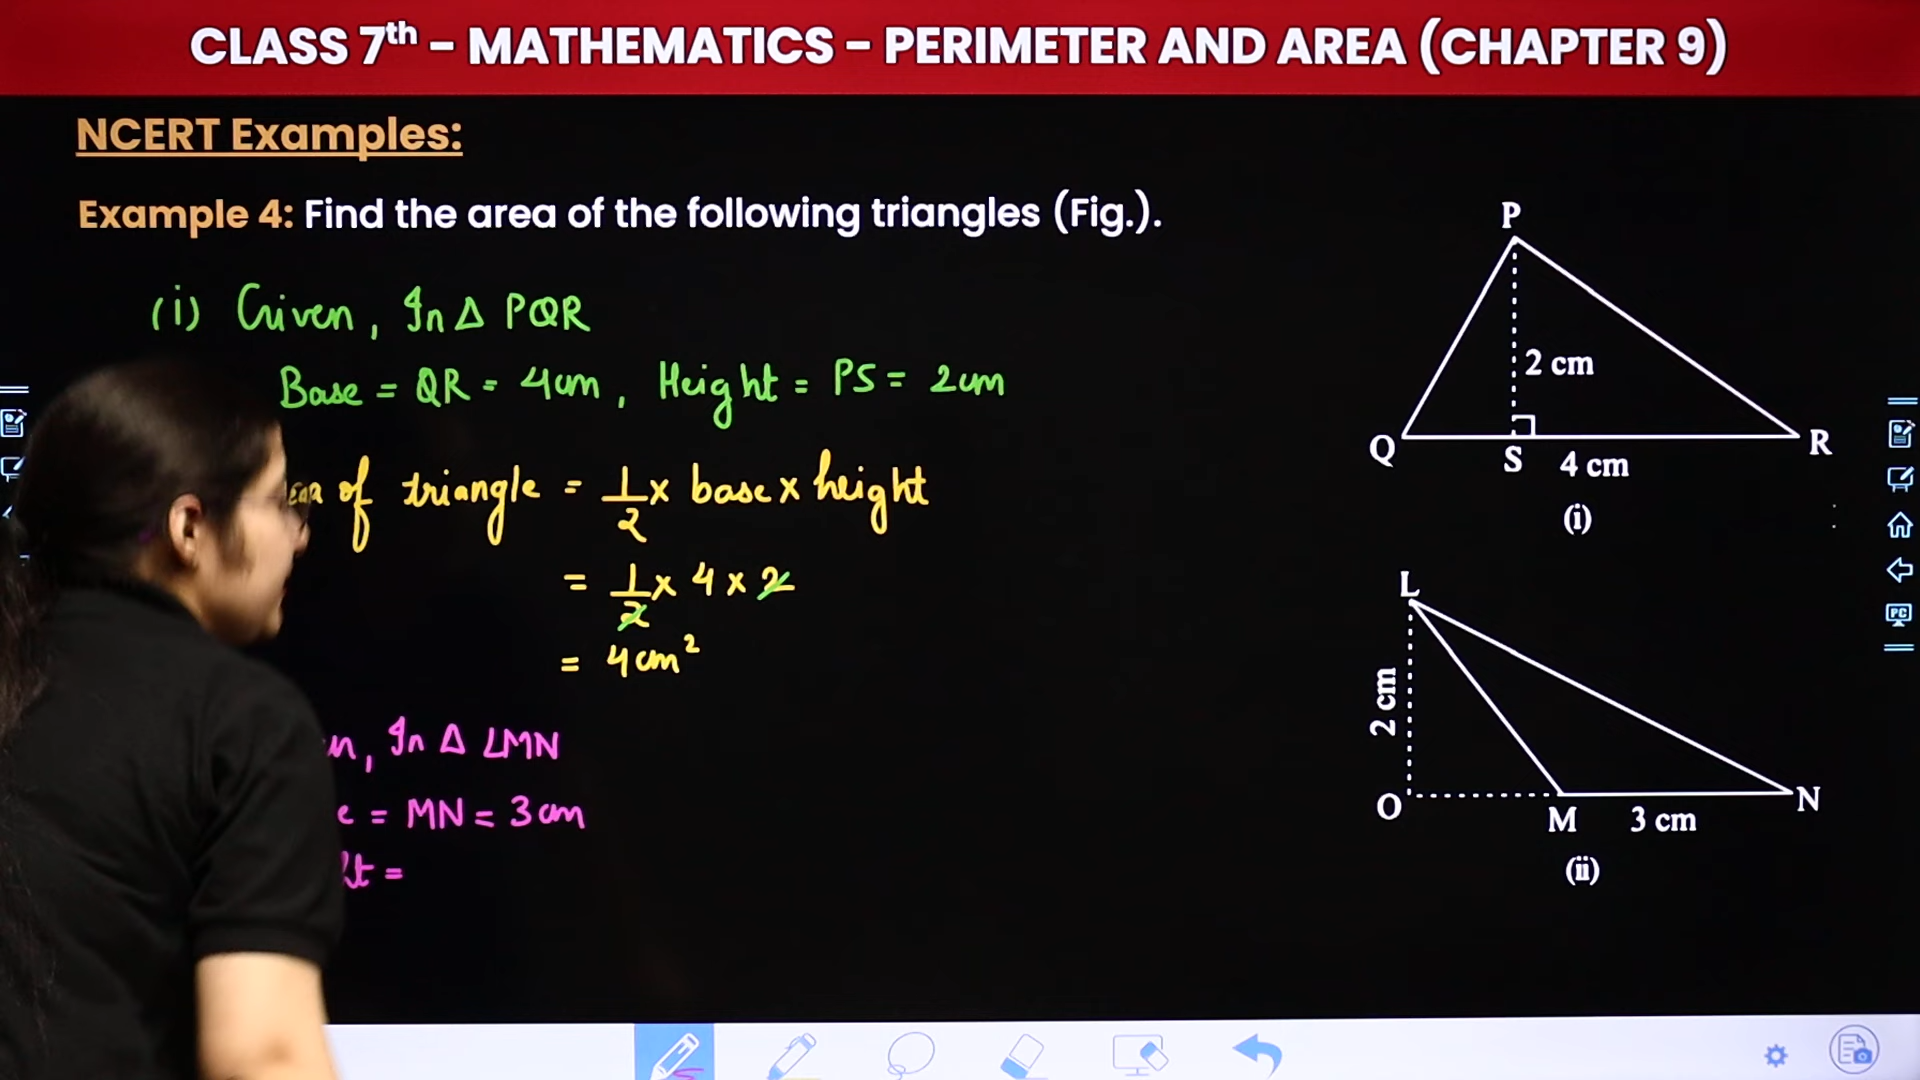 CLASS 7th - MATHEMATICS - PERIMETER AND AREA (CHAPTER 9)
NCERT Examples:
Example 4: Find the area of the following triangles (Fig.).
(i) Given, In Δ PQR
Base = QR = 4cm, Height = PS = 2cm
of triangle = 1/2 × base × height
= 1/2 × 4 × 2
= 4cm²
In Δ LMN
= MN = 3cm
=
P
2 cm
Q
S
4 cm
R
(i)
L
2 cm
O
M
3 cm
N
(ii)
PC